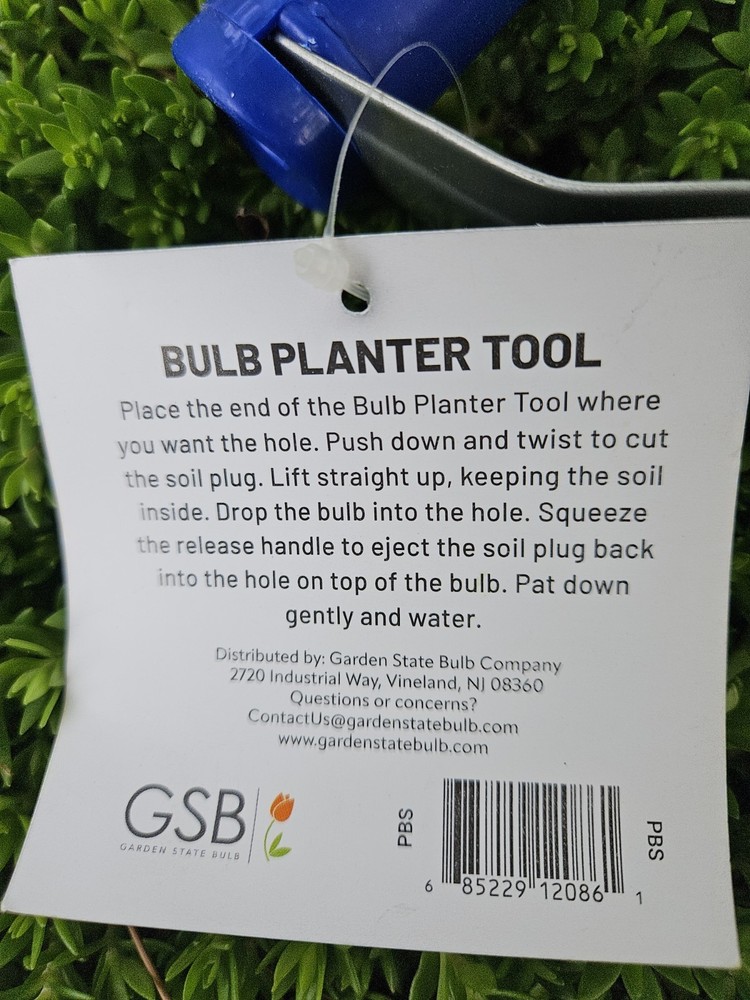 BULB PLANTER TOOL
Place the end of the Bulb Planter Tool where
you want the hole. Push down and twist to cut
the soil plug. Lift straight up, keeping the soil
inside. Drop the bulb into the hole. Squeeze
the release handle to eject the soil plug back
into the hole on top of the bulb. Pat down
gently and water.
Distributed by: Garden State Bulb Company
2720 Industrial Way, Vineland, NJ 08360
Questions or concerns?
ContactUs@gardenstatebulb.com
www.gardenstatebulb.com
GSB
GARDEN STATE BULB
PBS
PBS
6 85229 12086 1